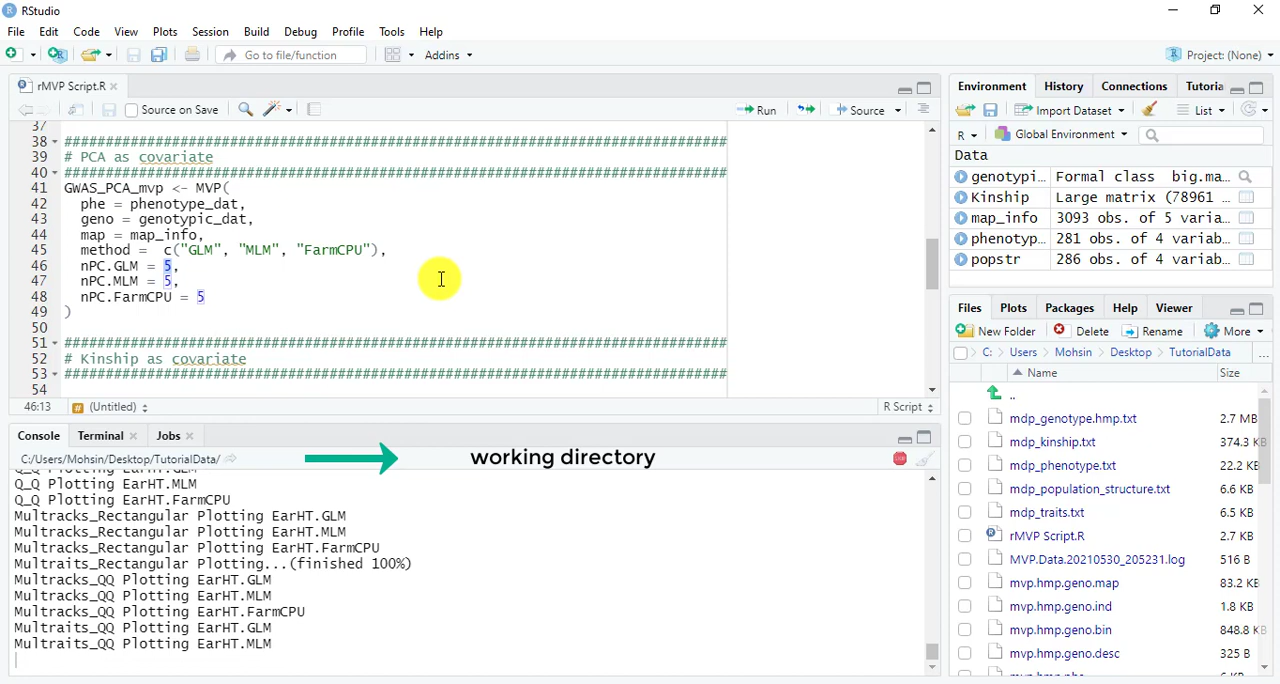 RStudio
File Edit Code View Plots Session Build Debug Profile Tools Help
Go to file/function Addins Project: (None)
rMVP Script.R
Source on Save Run Source
37
38 ################################################################################
39 # PCA as covariate
40 ################################################################################
41 GWAS_PCA_mvp <- MVP(
42 phe = phenotype_dat,
43 geno = genotypic_dat,
44 map = map_info,
45 method = c("GLM", "MLM", "FarmCPU"),
46 nPC.GLM = 5,
47 nPC.MLM = 5,
48 nPC.FarmCPU = 5
49 )
50
51 ################################################################################
52 # Kinship as covariate
53 ################################################################################
54
46:13 # (Untitled) R Script
Console Terminal Jobs
C:/Users/Mohsin/Desktop/TutorialData/ working directory
Q_Q Plotting EarHT.GLM
Q_Q Plotting EarHT.MLM
Q_Q Plotting EarHT.FarmCPU
Multracks_Rectangular Plotting EarHT.GLM
Multracks_Rectangular Plotting EarHT.MLM
Multracks_Rectangular Plotting EarHT.FarmCPU
Multraits_Rectangular Plotting...(finished 100%)
Multracks_QQ Plotting EarHT.GLM
Multracks_QQ Plotting EarHT.MLM
Multracks_QQ Plotting EarHT.FarmCPU
Multraits_QQ Plotting EarHT.GLM
Multraits_QQ Plotting EarHT.MLM
Environment History Connections Tutoria
Import Dataset List
R Global Environment
Data
genotypi... Formal class big.ma...
Kinship Large matrix (78961 ...
map_info 3093 obs. of 5 varia...
phenotyp... 281 obs. of 4 variab...
popstr 286 obs. of 4 variab...
Files Plots Packages Help Viewer
New Folder Delete Rename More
C: Users Mohsin Desktop TutorialData ...
Name Size
..
mdp_genotype.hmp.txt 2.7 MB
mdp_kinship.txt 374.3 KB
mdp_phenotype.txt 22.2 KB
mdp_population_structure.txt 6.6 KB
mdp_traits.txt 6.5 KB
rMVP Script.R 2.7 KB
MVP.Data.20210530_205231.log 516 B
mvp.hmp.geno.map 83.2 KB
mvp.hmp.geno.ind 1.8 KB
mvp.hmp.geno.bin 848.8 KB
mvp.hmp.geno.desc 325 B